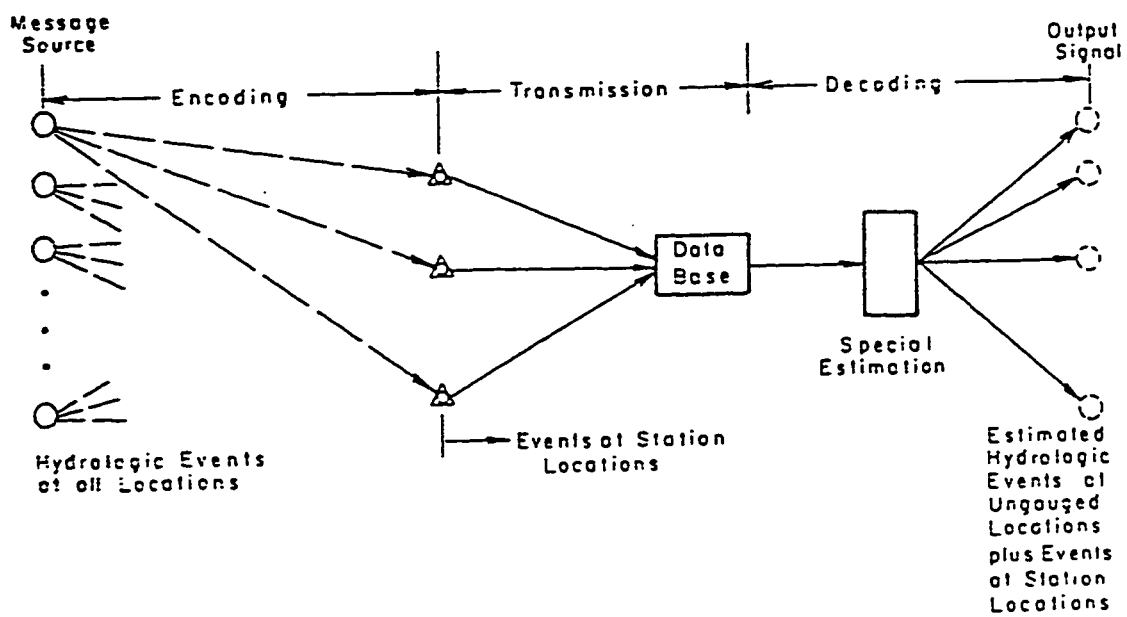 Message
Source
Output
Signal
Encoding
Transmission
Decoding
Data
Base
Special
Estimation
Events at Station
Locations
Hydrologic Events
at all Locations
Estimated
Hydrologic
Events at
Ungauged
Locations
plus Events
at Station
Locations